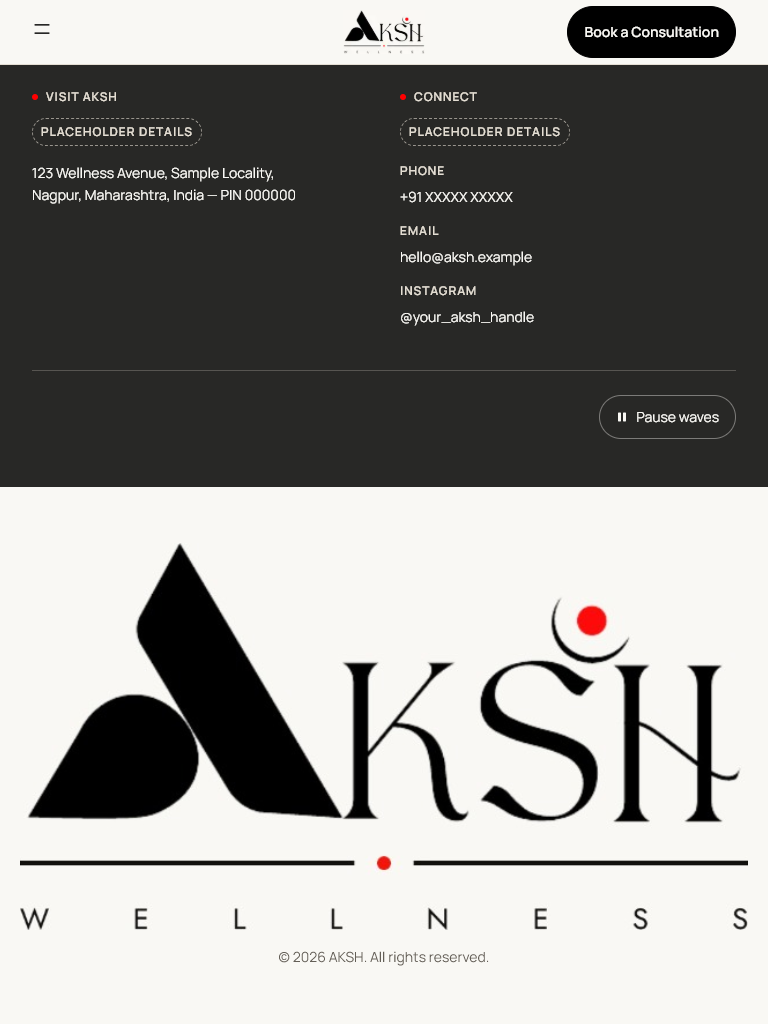 AKSH
WELLNESS
Book a Consultation
VISIT AKSH
PLACEHOLDER DETAILS
123 Wellness Avenue, Sample Locality,
Nagpur, Maharashtra, India — PIN 000000
CONNECT
PLACEHOLDER DETAILS
PHONE
+91 XXXXX XXXXX
EMAIL
hello@aksh.example
INSTAGRAM
@your_aksh_handle
Pause waves
AKSH
WELLNESS
© 2026 AKSH. All rights reserved.